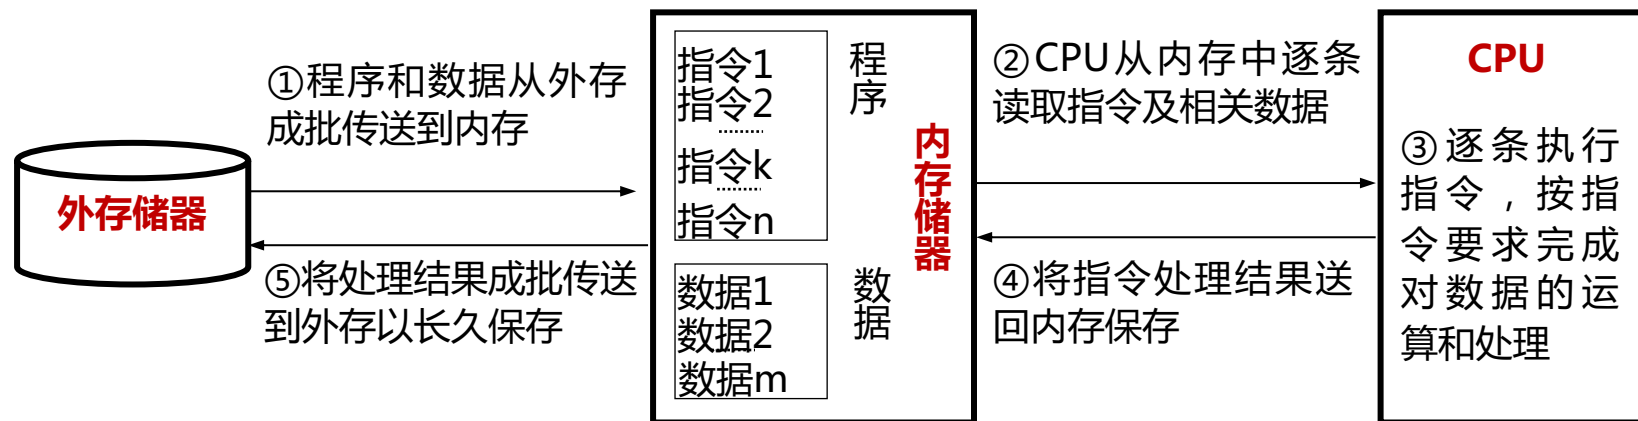 外存储器
①程序和数据从外存
成批传送到内存
⑤将处理结果成批传送
到外存以长久保存
指令1
指令2
……
指令k
……
指令n
程序
数据1
数据2
……
数据m
数据
内存储器
②CPU从内存中逐条
读取指令及相关数据
④将指令处理结果送
回内存保存
CPU
③逐条执行
指令，按指
令要求完成
对数据的运
算和处理